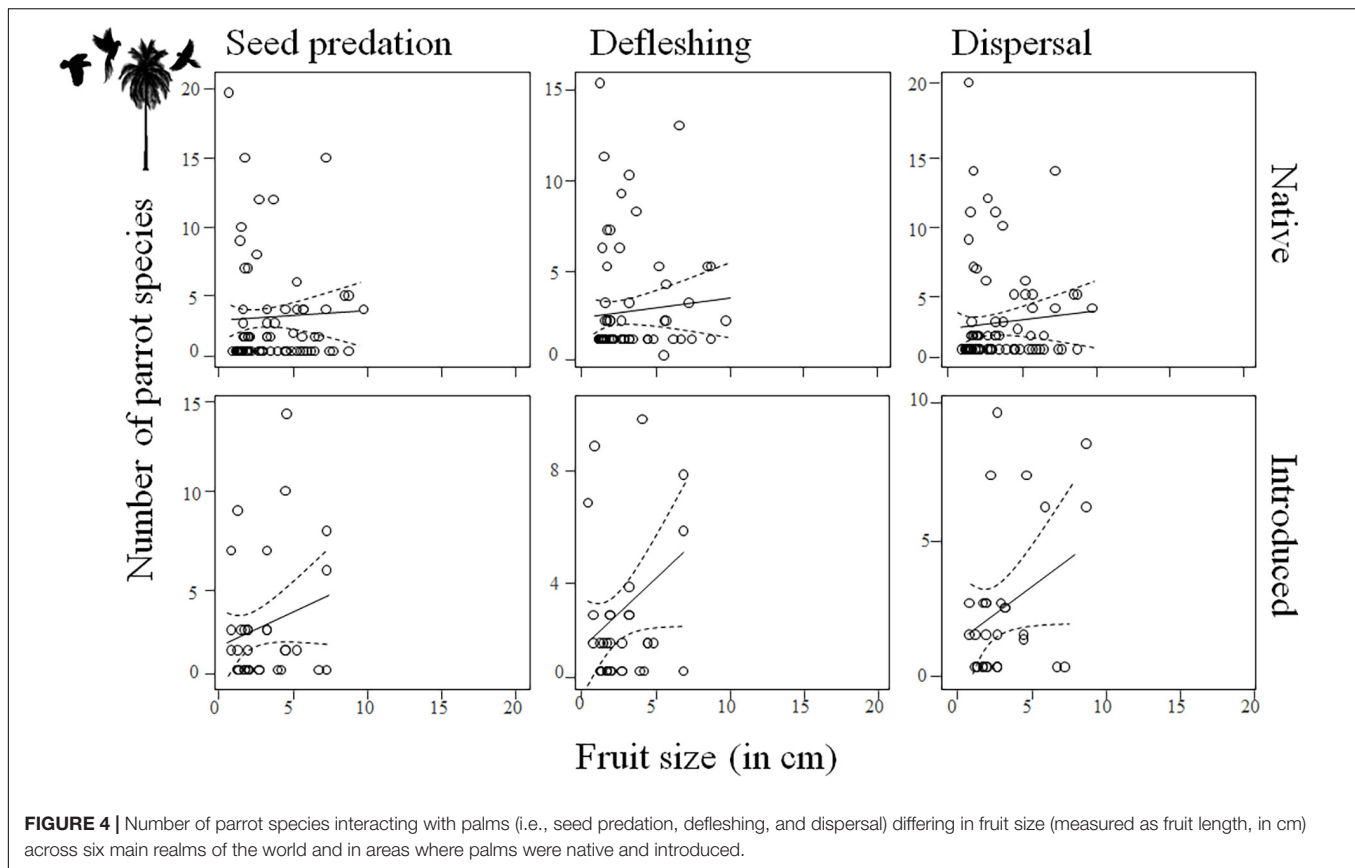 Seed predation Defleshing Dispersal
20
15
10
5
0
15
10
5
0
20
15
10
5
0
Native
Number of parrot species
15
10
5
0
8
4
0
10
5
0
Introduced
0 5 10 15 20
0 5 10 15 20
0 5 10 15 20
Fruit size (in cm)
FIGURE 4 | Number of parrot species interacting with palms (i.e., seed predation, defleshing, and dispersal) differing in fruit size (measured as fruit length, in cm)
across six main realms of the world and in areas where palms were native and introduced.